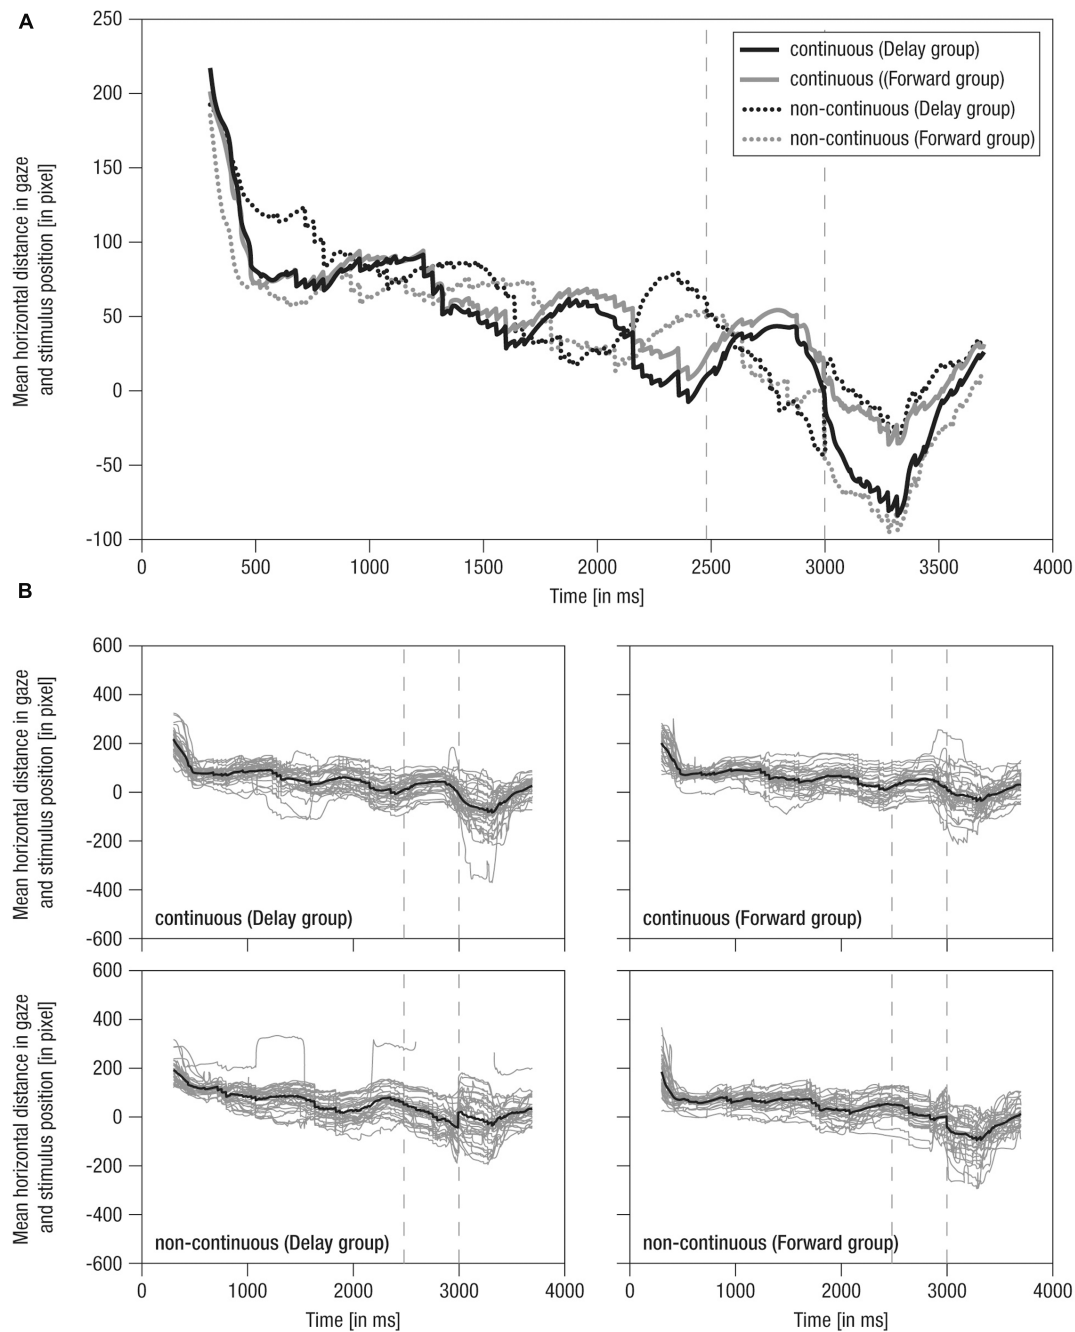 A
250
200
150
100
50
0
-50
-100
Mean horizontal distance in gaze
and stimulus position [in pixel]
continuous (Delay group)
continuous ((Forward group)
non-continuous (Delay group)
non-continuous (Forward group)
0 500 1000 1500 2000 2500 3000 3500 4000
Time [in ms]
B
600
400
200
0
-200
-400
-600
Mean horizontal distance in gaze
and stimulus position [in pixel]
continuous (Delay group)
continuous (Forward group)
600
400
200
0
-200
-400
-600
Mean horizontal distance in gaze
and stimulus position [in pixel]
non-continuous (Delay group)
non-continuous (Forward group)
0 1000 2000 3000 4000
0 1000 2000 3000 4000
Time [in ms]
Time [in ms]